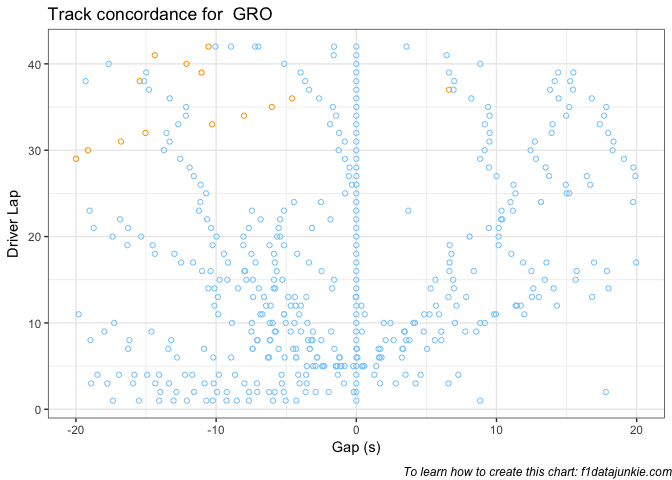 Track concordance for  GRO
Driver Lap
40
30
20
10
0
-20
-10
0
10
20
Gap (s)
To learn how to create this chart: f1datajunkie.com